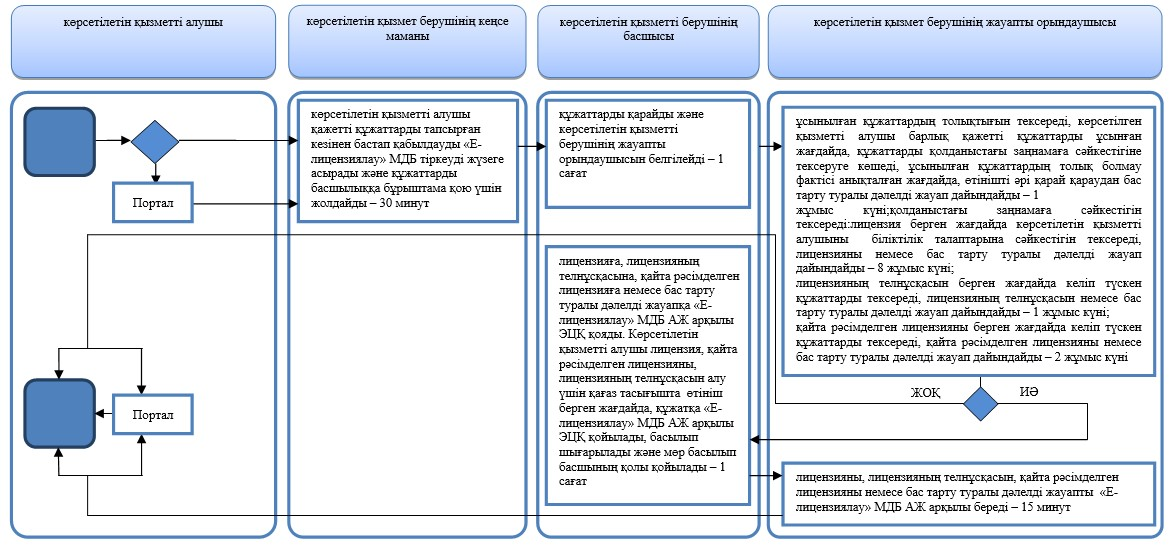 көрсетілетін қызметті алушы
көрсетілетін қызмет берушінің кеңсе
маманы
көрсетілетін қызметті берушінің
басшысы
көрсетілетін қызмет берушінің жауапты орындаушысы
Портал
көрсетілетін қызметті алушы
қажетті құжаттарды тапсырған
кезінен бастап қабылдауды «Е-
лицензиялау» МДБ тіркеуді жүзеге
асырады және құжаттарды
басшылыққа бұрыштама қою үшін
жолдайды – 30 минут
құжаттарды қарайды және
көрсетілетін қызметті
берушінің жауапты
орындаушысын белгілейді – 1
сағат
ұсынылған құжаттардың толықтығын тексереді, көрсетілген
қызметті алушы барлық қажетті құжаттарды ұсынған
жағдайда, құжаттарды қолданыстағы заңнамаға сәйкестігіне
тексеруге көшеді, ұсынылған құжаттардың толық болмау
фактісі анықталған жағдайда, өтінішті әрі қарай қараудан бас
тарту туралы дәлелді жауап дайындайды – 1
жұмыс күні;қолданыстағы заңнамаға сәйкестігін
тексереді:лицензия берген жағдайда көрсетілетін қызметті
алушыны біліктілік талаптарына сәйкестігін тексереді,
лицензияны немесе бас тарту туралы дәлелді жауап
дайындайды – 8 жұмыс күні;
лицензияның телнұсқасын берген жағдайда келіп түскен
құжаттарды тексереді, лицензияның телнұсқасын немесе бас
тарту туралы дәлелді жауап дайындайды – 1 жұмыс күні;
қайта рәсімделген лицензияны берген жағдайда келіп түскен
құжаттарды тексереді, қайта рәсімделген лицензияны немесе
бас тарту туралы дәлелді жауап дайындайды – 2 жұмыс күні
ЖОҚ
ИӘ
лицензияға, лицензияның
телнұсқасына, қайта рәсімделген
лицензияға немесе бас тарту
туралы дәлелді жауапқа «Е-
лицензиялау» МДБ АЖ арқылы
ЭЦҚ қояды. Көрсетілетін
қызметті алушы лицензия, қайта
рәсімделген лицензияны,
лицензияның телнұсқасын алу
үшін қағаз тасығышта өтініш
берген жағдайда, құжатқа «Е-
лицензиялау» МДБ АЖ арқылы
ЭЦҚ қойылады, басылып
шығарылады және мөр басылып
басшының қолы қойылады – 1
сағат
Портал
лицензияны, лицензияның телнұсқасын, қайта рәсімделген
лицензияны немесе бас тарту туралы дәлелді жауапты «Е-
лицензиялау» МДБ АЖ арқылы береді – 15 минут